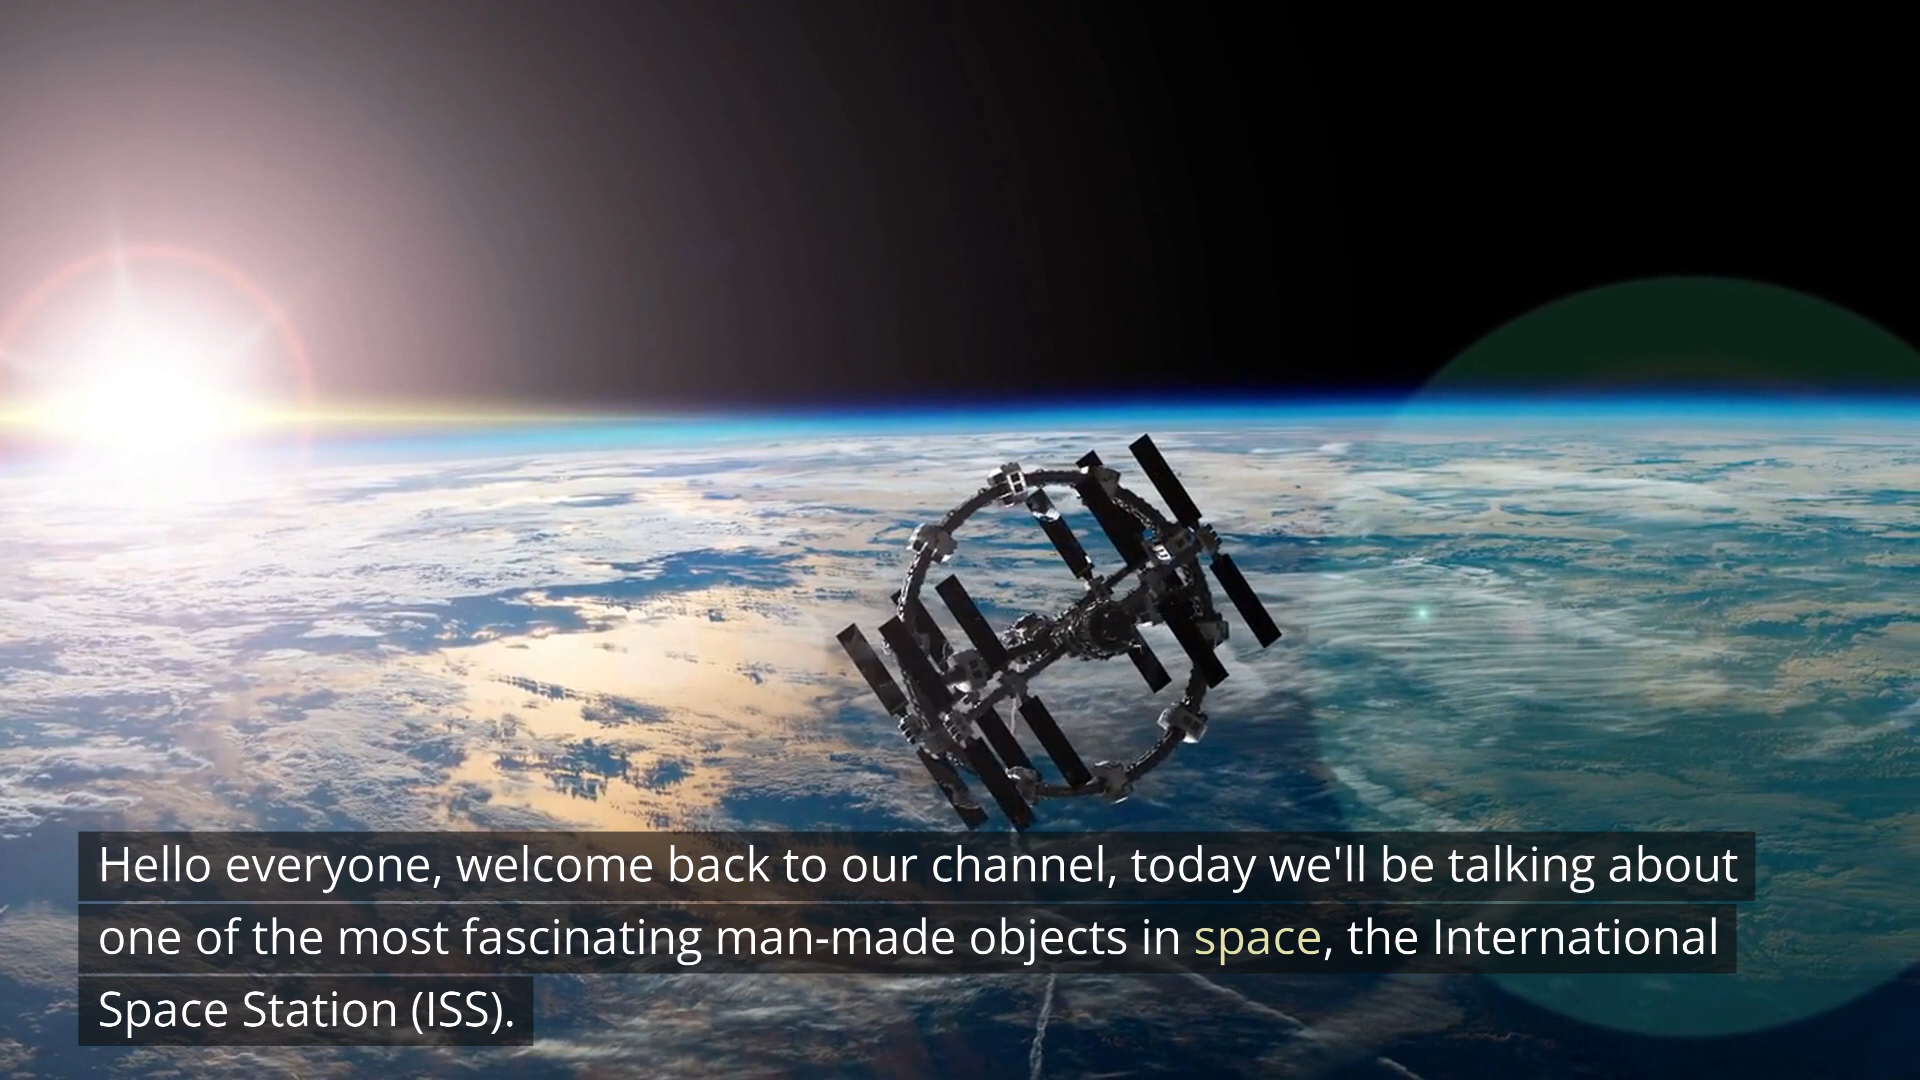 Hello everyone, welcome back to our channel, today we'll be talking about
one of the most fascinating man-made objects in space, the International
Space Station (ISS).